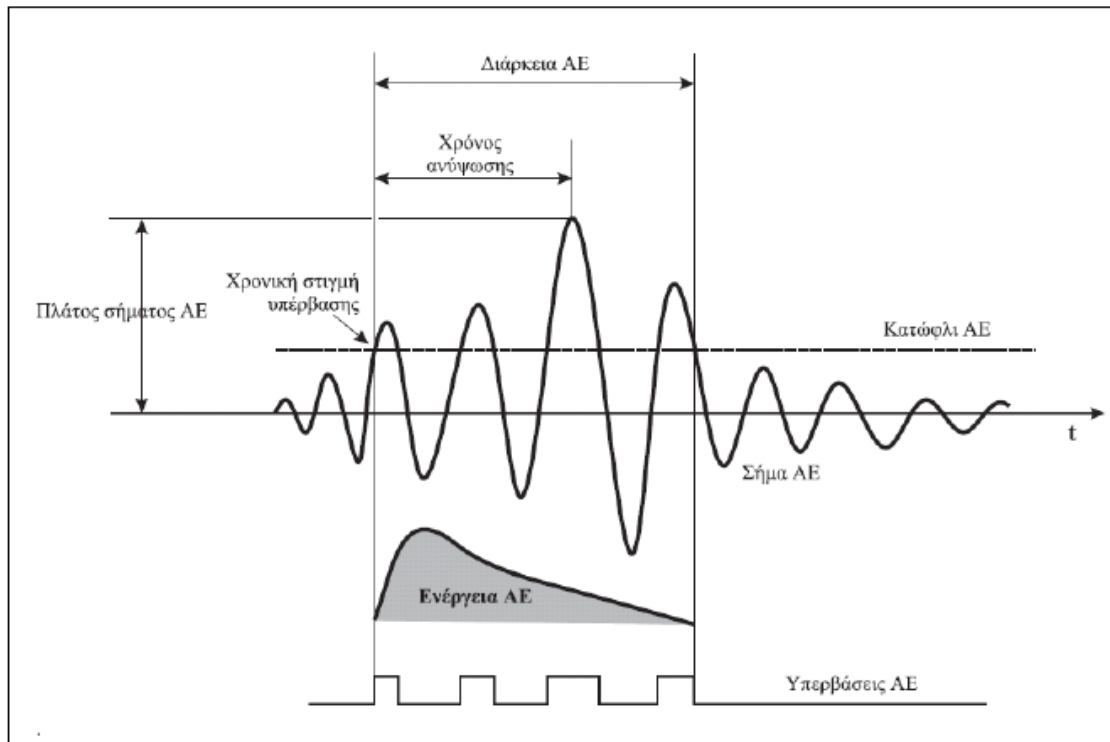 Διάρκεια ΑΕ
Χρόνος
ανύψωσης
Χρονική στιγμή
υπέρβασης
Πλάτος σήματος ΑΕ
Κατώφλι ΑΕ
t
Σήμα ΑΕ
Ενέργεια ΑΕ
Υπερβάσεις ΑΕ